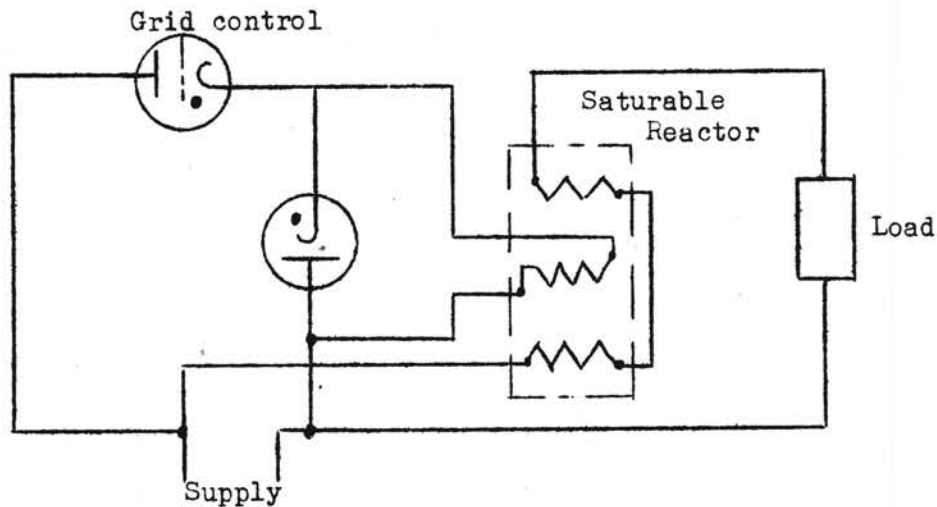 Grid control
Saturable
Reactor
Load
Supply